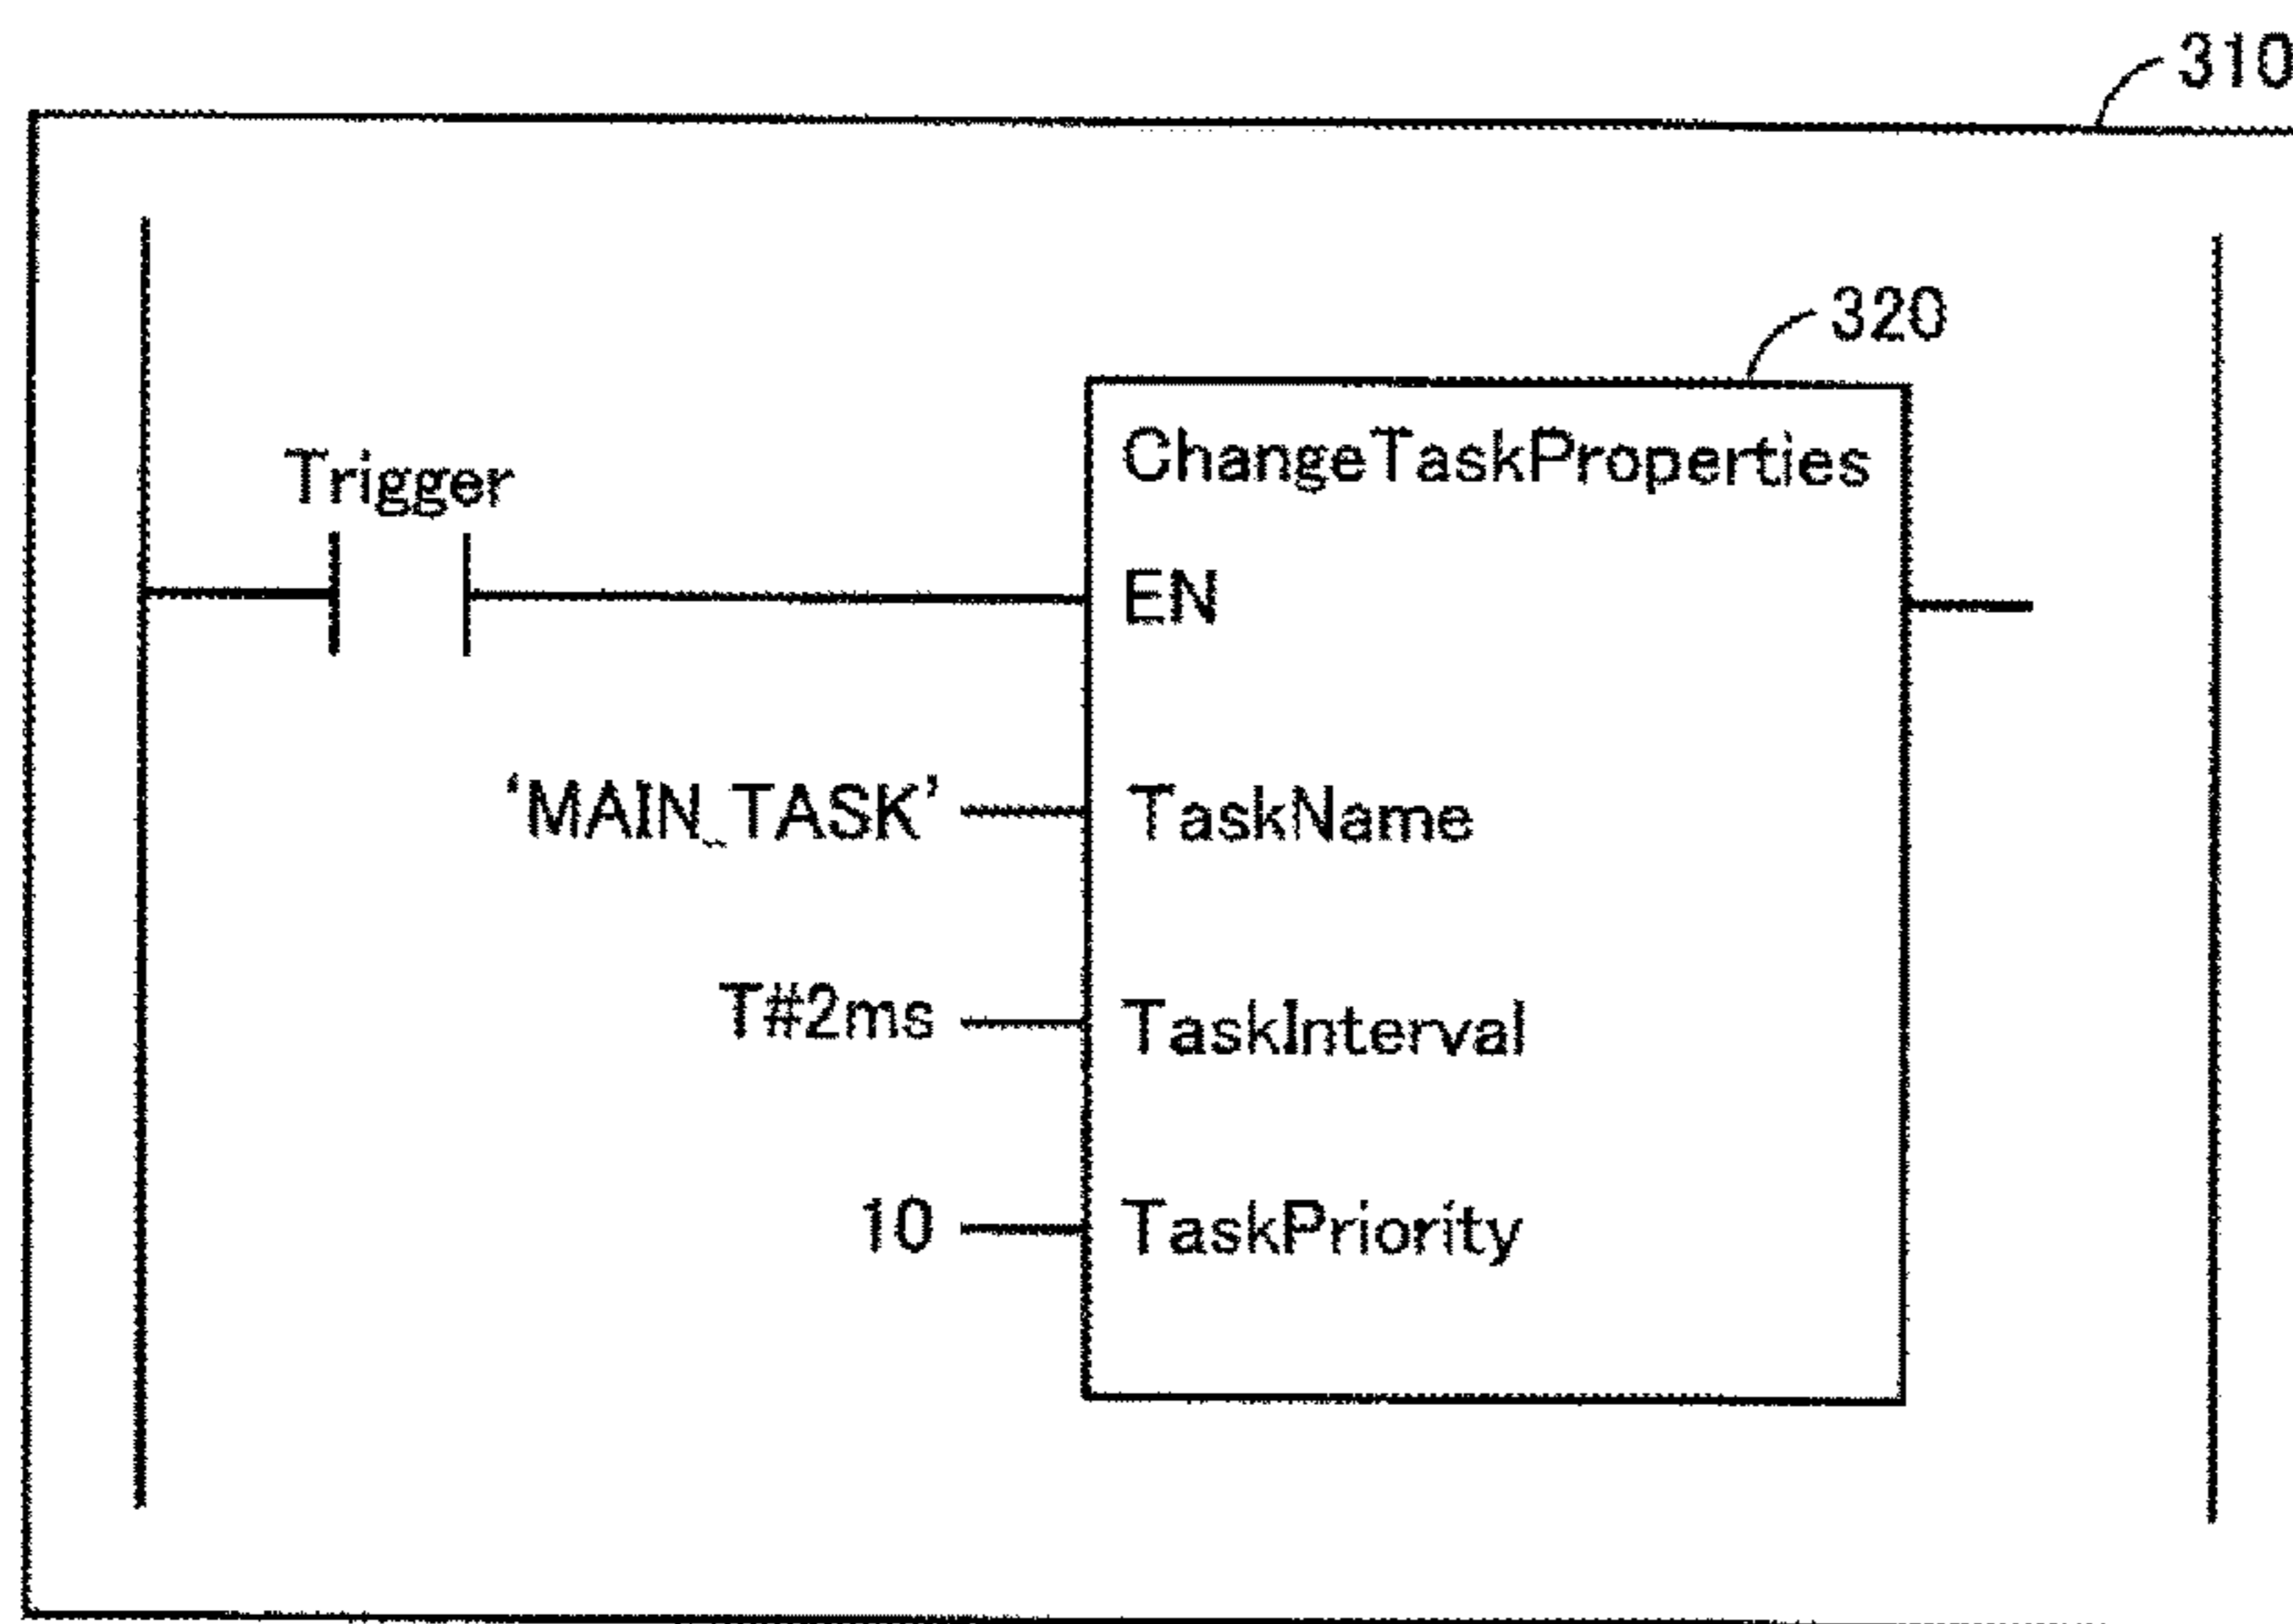 310
320
ChangeTaskProperties
Trigger
EN
'MAIN_TASK' TaskName
T#2ms TaskInterval
10 TaskPriority